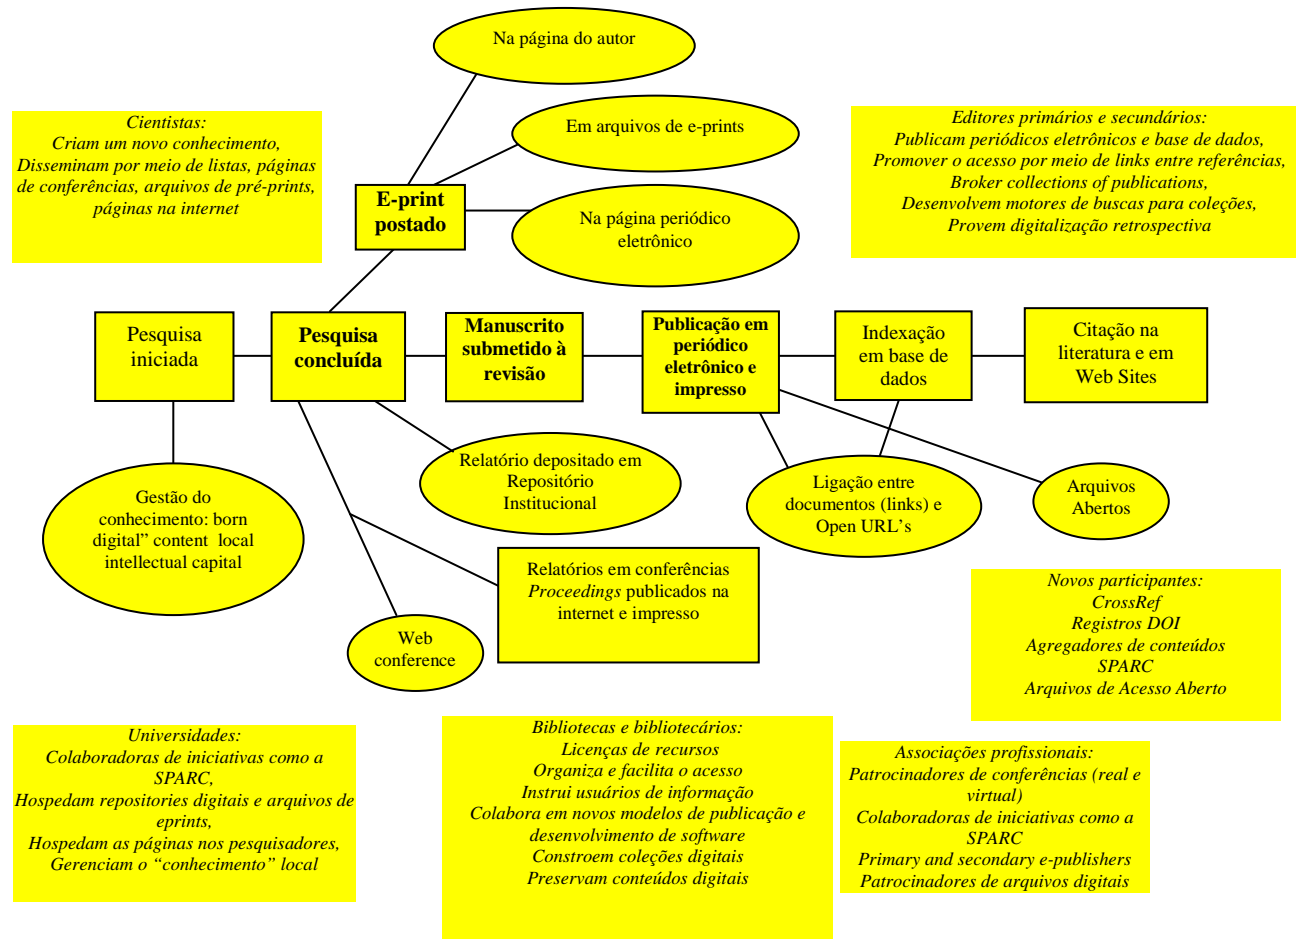 Na página do autor
Cientistas:
Criam um novo conhecimento,
Disseminam por meio de listas, páginas
de conferências, arquivos de pré-prints,
páginas na internet
Em arquivos de e-prints
Editores primários e secundários:
Publicam periódicos eletrônicos e base de dados,
Promover o acesso por meio de links entre referências,
Broker collections of publications,
Desenvolvem motores de buscas para coleções,
Provem digitalização retrospectiva
E-print
postado
Na página periódico
eletrônico
Pesquisa
iniciada
Pesquisa
concluída
Manuscrito
submetido à
revisão
Publicação em
periódico
eletrônico e
impresso
Indexação
em base de
dados
Citação na
literatura e em
Web Sites
Gestão do
conhecimento: born
digital” content local
intellectual capital
Relatório depositado em
Repositório
Institucional
Ligação entre
documentos (links) e
Open URL's
Arquivos
Abertos
Relatórios em conferências
Proceedings publicados na
internet e impresso
Web
conference
Novos participantes:
CrossRef
Registros DOI
Agregadores de conteúdos
SPARC
Arquivos de Acesso Aberto
Universidades:
Colaboradoras de iniciativas como a
SPARC,
Hospedam repositories digitais e arquivos de
eprints,
Hospedam as páginas nos pesquisadores,
Gerenciam o “conhecimento” local
Bibliotecas e bibliotecários:
Licenças de recursos
Organiza e facilita o acesso
Instrui usuários de informação
Colabora em novos modelos de publicação e
desenvolvimento de software
Constroem coleções digitais
Preservam conteúdos digitais
Associações profissionais:
Patrocinadores de conferências (real e
virtual)
Colaboradoras de iniciativas como a
SPARC
Primary and secondary e-publishers
Patrocinadores de arquivos digitais